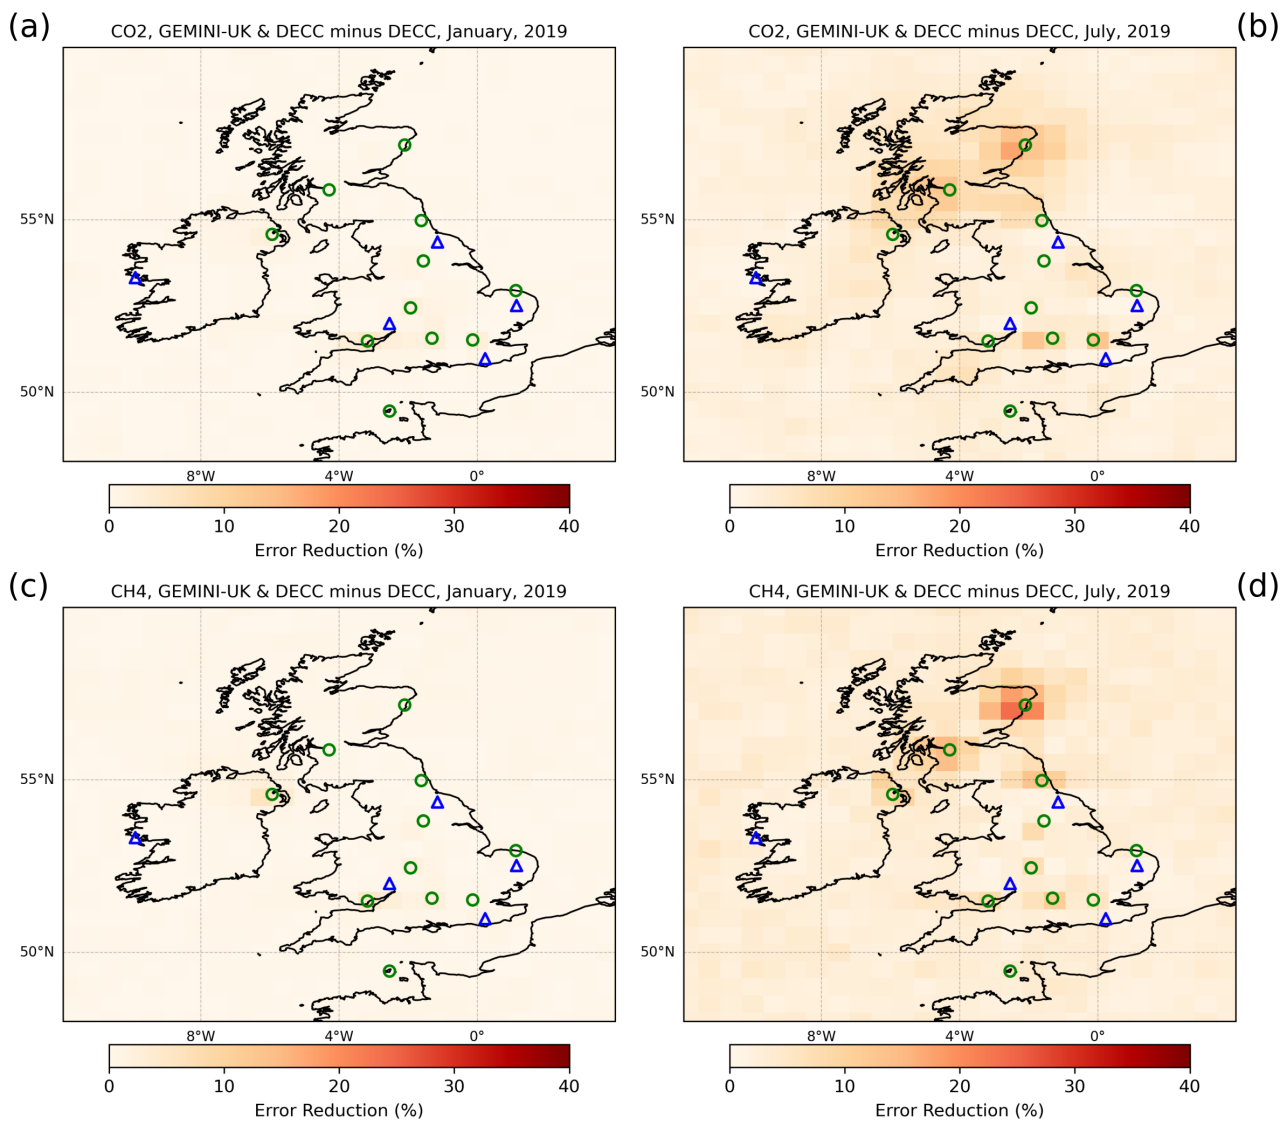 (a)
CO2, GEMINI-UK & DECC minus DECC, January, 2019
55°N
50°N
8°W 4°W 0°
0 10 20 30 40
Error Reduction (%)
CO2, GEMINI-UK & DECC minus DECC, July, 2019
(b)
55°N
50°N
8°W 4°W 0°
0 10 20 30 40
Error Reduction (%)
(c)
CH4, GEMINI-UK & DECC minus DECC, January, 2019
55°N
50°N
8°W 4°W 0°
0 10 20 30 40
Error Reduction (%)
CH4, GEMINI-UK & DECC minus DECC, July, 2019
(d)
55°N
50°N
8°W 4°W 0°
0 10 20 30 40
Error Reduction (%)